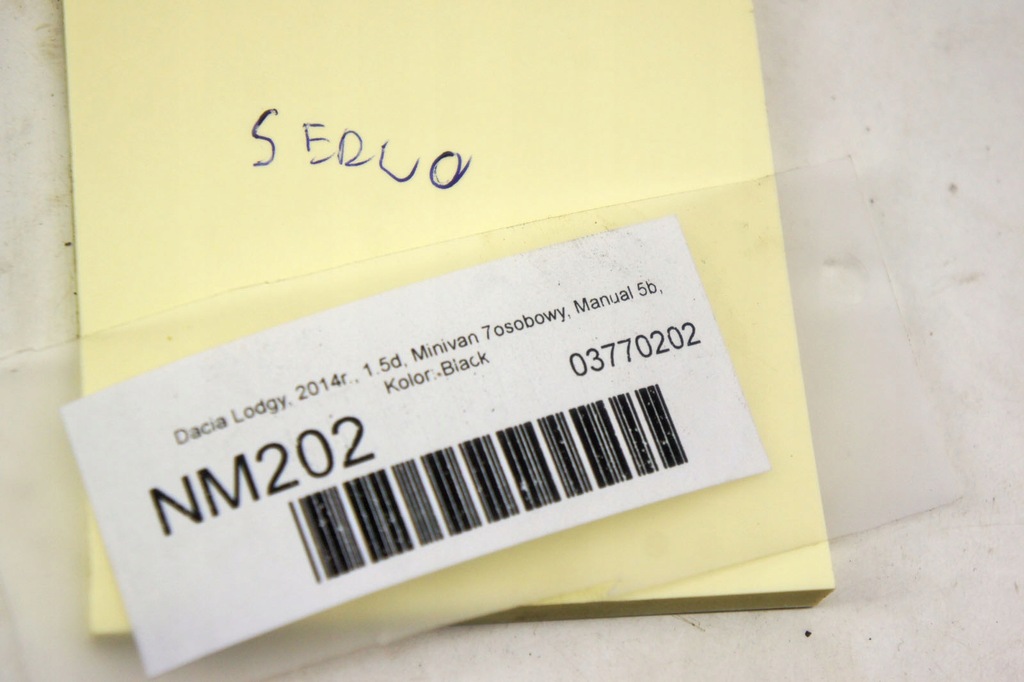 SERVO
Dacia Lodgy, 2014r., 1.5d, Minivan 7osobowy, Manual 5b,
Kolor: Black
03770202
NM202